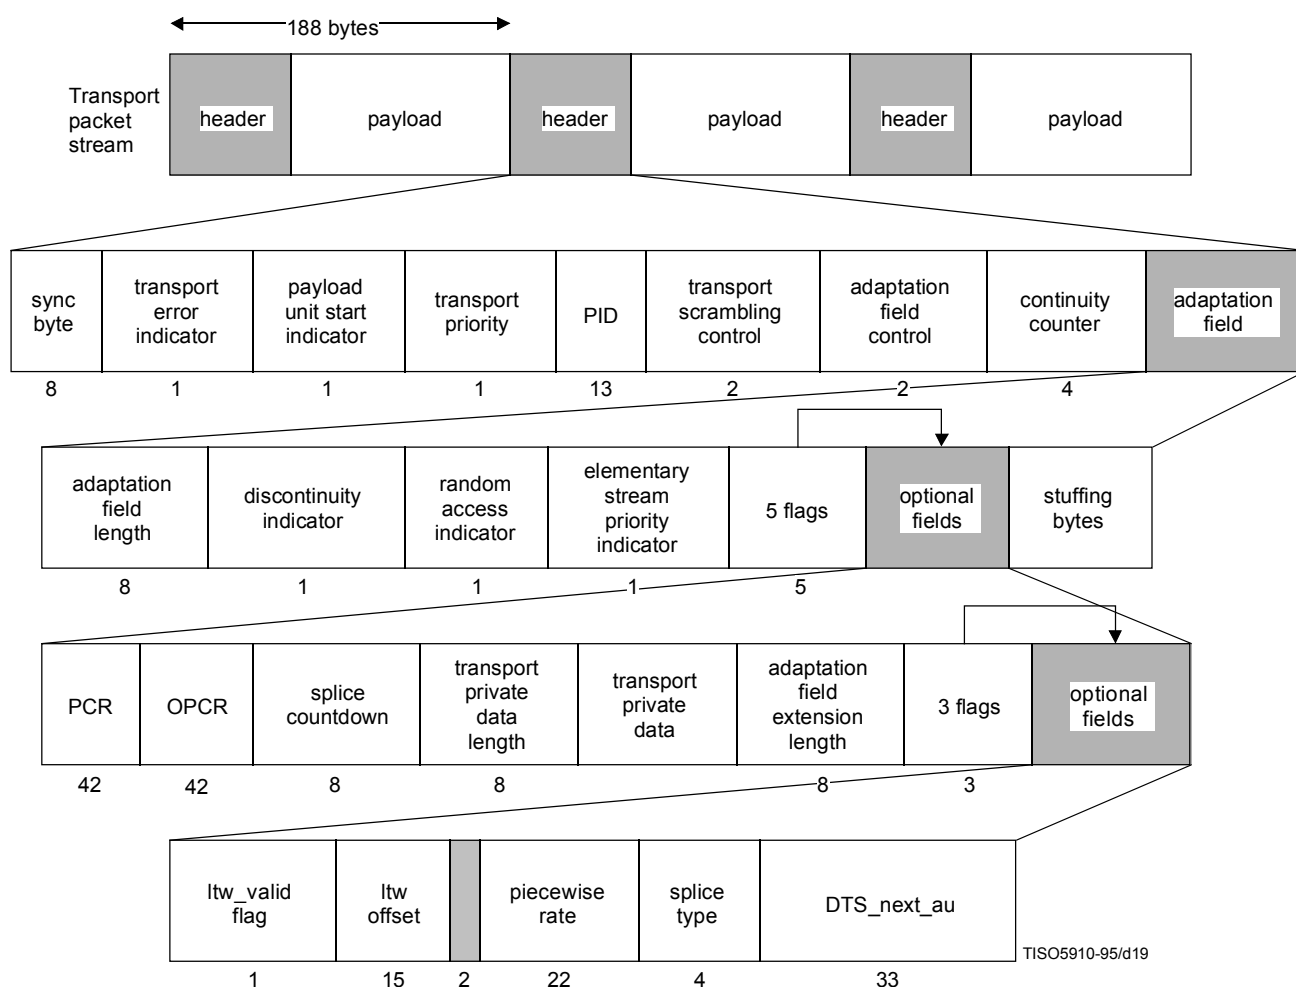 188 bytes
Transport
packet
stream
header
payload
header
payload
header
payload
sync
byte
transport
error
indicator
payload
unit start
indicator
transport
priority
PID
transport
scrambling
control
adaptation
field
control
continuity
counter
adaptation
field
8
1
1
1
13
2
2
4
adaptation
field
length
discontinuity
indicator
random
access
indicator
elementary
stream
priority
indicator
5 flags
optional
fields
stuffing
bytes
8
1
1
1
5
PCR
OPCR
splice
countdown
transport
private
data
length
transport
private
data
adaptation
field
extension
length
3 flags
optional
fields
42
42
8
8
8
3
ltw_valid
flag
ltw
offset
piecewise
rate
splice
type
DTS_next_au
TISO5910-95/d19
1
15
2
22
4
33